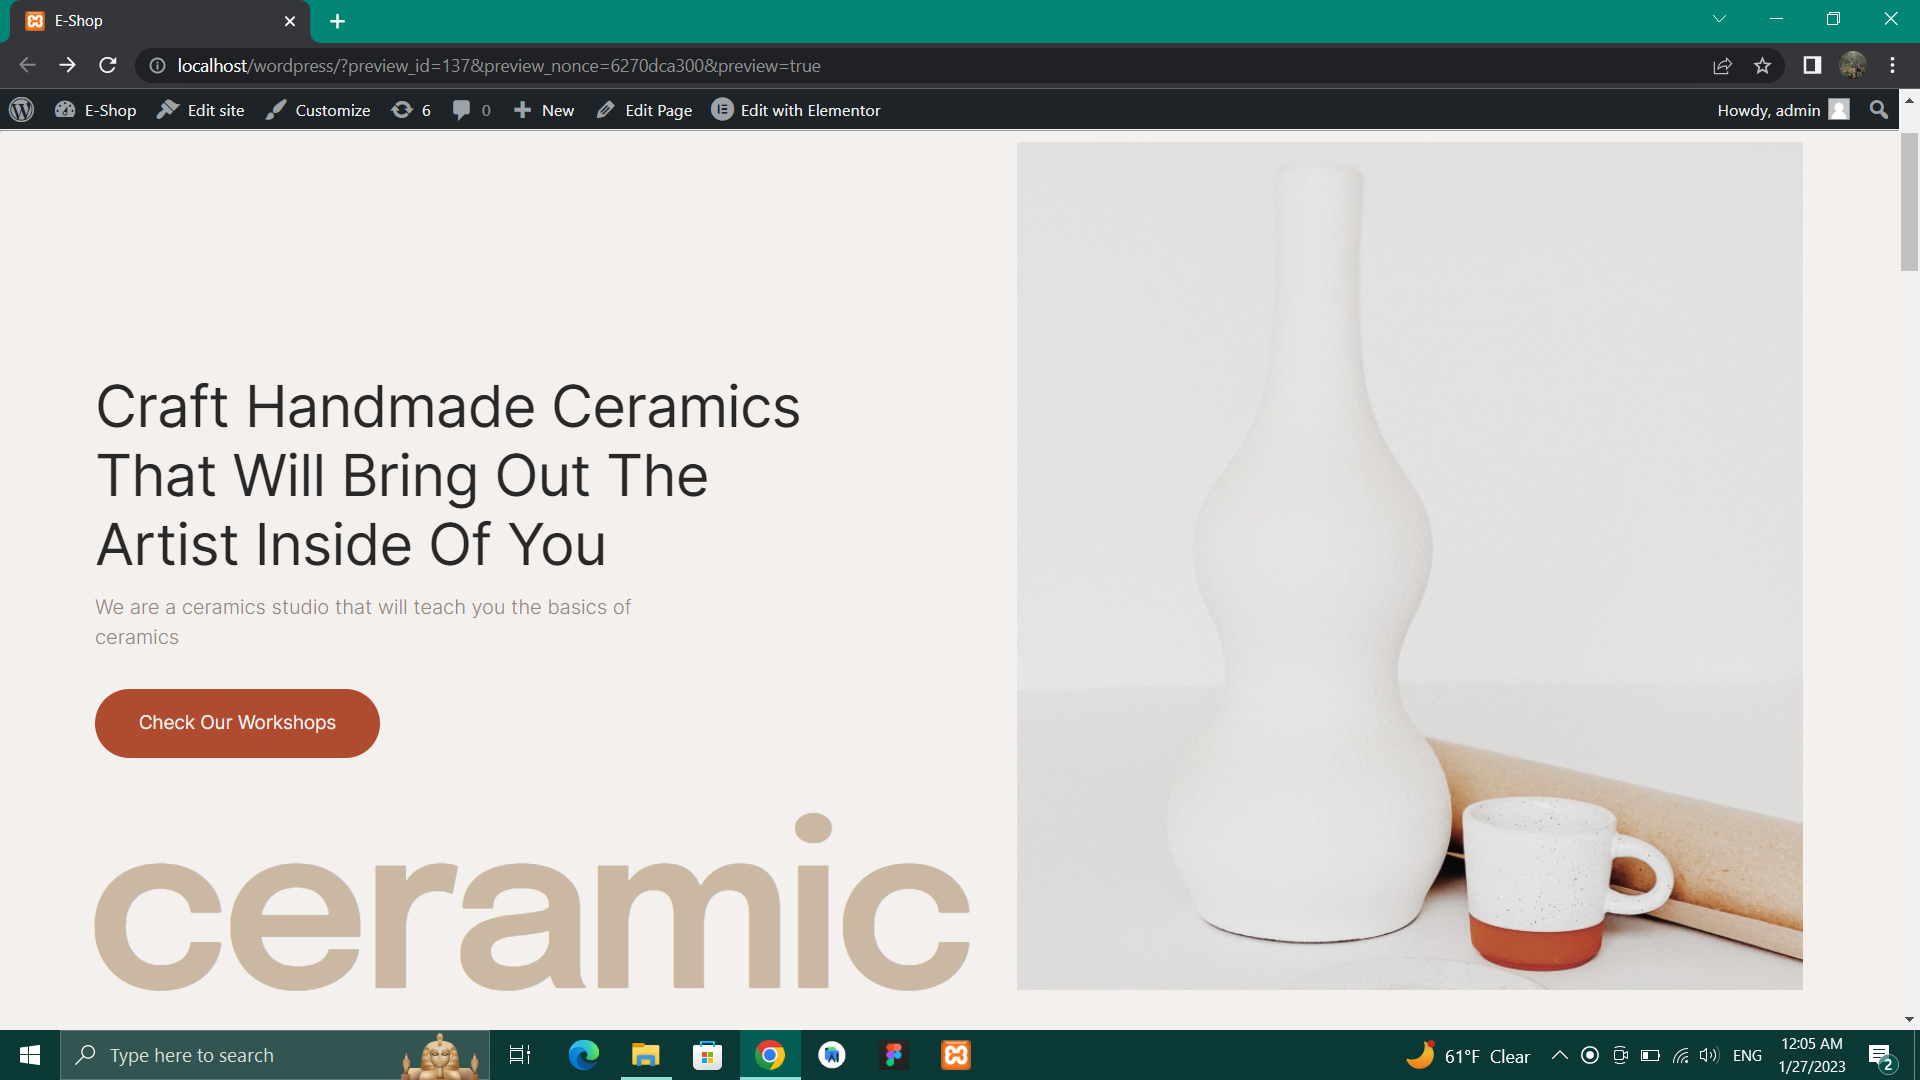 E-Shop
localhost/wordpress/?preview_id=137&preview_nonce=6270dca300&preview=true
E-Shop Edit site Customize 6 0 New Edit Page Edit with Elementor Howdy, admin
Craft Handmade Ceramics
That Will Bring Out The
Artist Inside Of You
We are a ceramics studio that will teach you the basics of
ceramics
Check Our Workshops
ceramic
Type here to search
61°F Clear
ENG
12:05 AM
1/27/2023
2